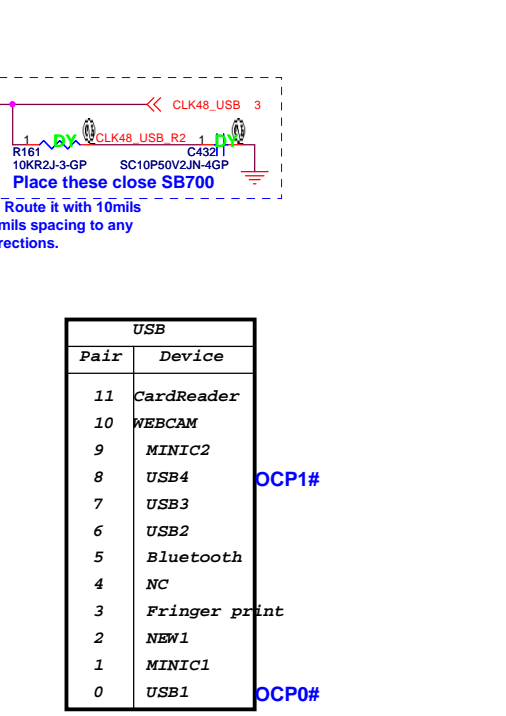 CLK48_USB 3
1 DY CLK48_USB_R2 1 DY
R161 C432
10KR2J-3-GP SC10P50V2JN-4GP
Place these close SB700
Route it with 10mils
mils spacing to any
rections.
USB
Pair Device
11 CardReader
10 WEBCAM
9 MINIC2
8 USB4 OCP1#
7 USB3
6 USB2
5 Bluetooth
4 NC
3 Fringer print
2 NEW1
1 MINIC1
0 USB1 OCP0#